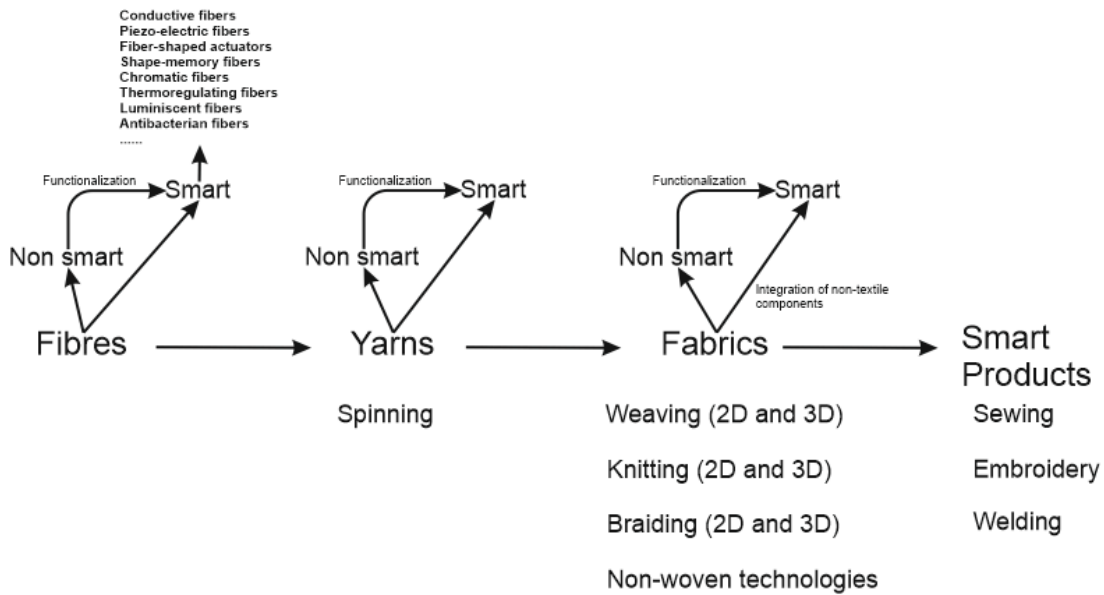 Conductive fibers
Piezo-electric fibers
Fiber-shaped actuators
Shape-memory fibers
Chromatic fibers
Thermoregulating fibers
Luminiscent fibers
Antibacterian fibers
......
Functionalization
Smart
Functionalization
Smart
Functionalization
Smart
Non smart
Non smart
Non smart
Integration of non-textile
components
Fibres
Yarns
Fabrics
Smart
Products
Spinning
Weaving (2D and 3D)
Sewing
Knitting (2D and 3D)
Embroidery
Braiding (2D and 3D)
Welding
Non-woven technologies